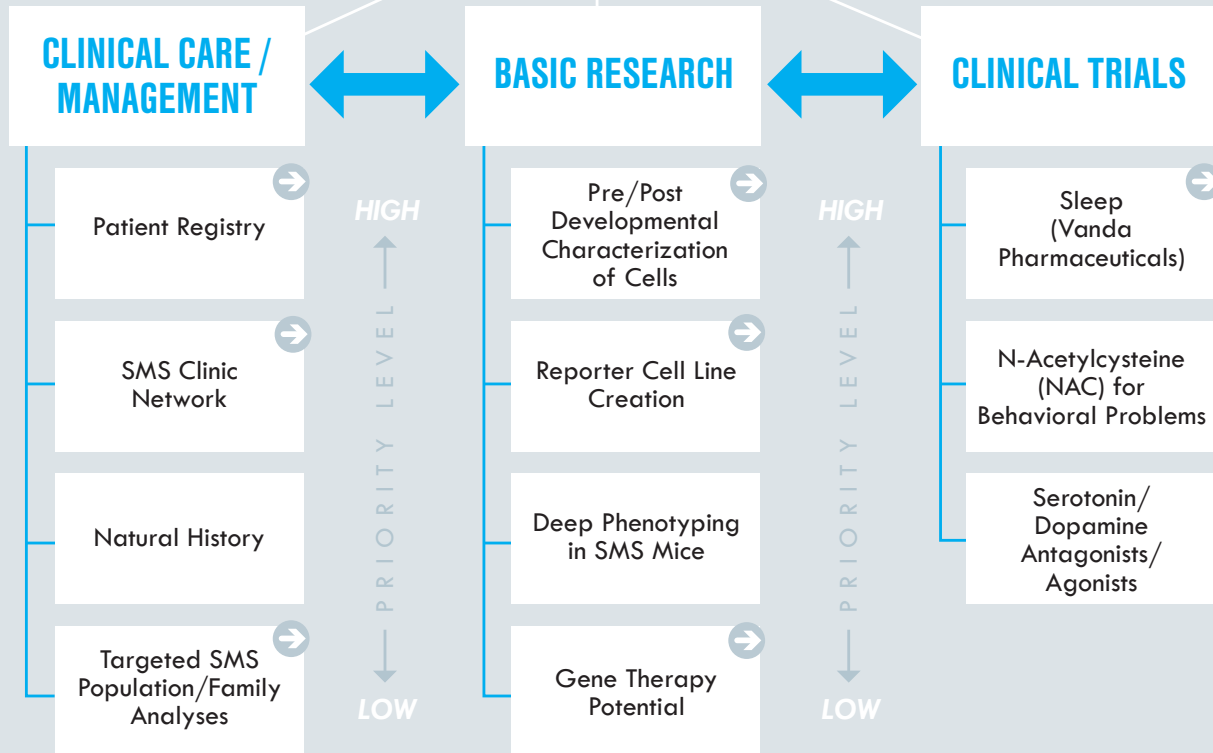 CLINICAL CARE /
MANAGEMENT
BASIC RESEARCH
CLINICAL TRIALS
Patient Registry
SMS Clinic
Network
Natural History
Targeted SMS
Population/Family
Analyses
HIGH
PRIORITY LEVEL
LOW
Pre/Post
Developmental
Characterization
of Cells
Reporter Cell Line
Creation
Deep Phenotyping
in SMS Mice
Gene Therapy
Potential
HIGH
PRIORITY LEVEL
LOW
Sleep
(Vanda
Pharmaceuticals)
N-Acetylcysteine
(NAC) for
Behavioral Problems
Serotonin/
Dopamine
Antagonists/
Agonists